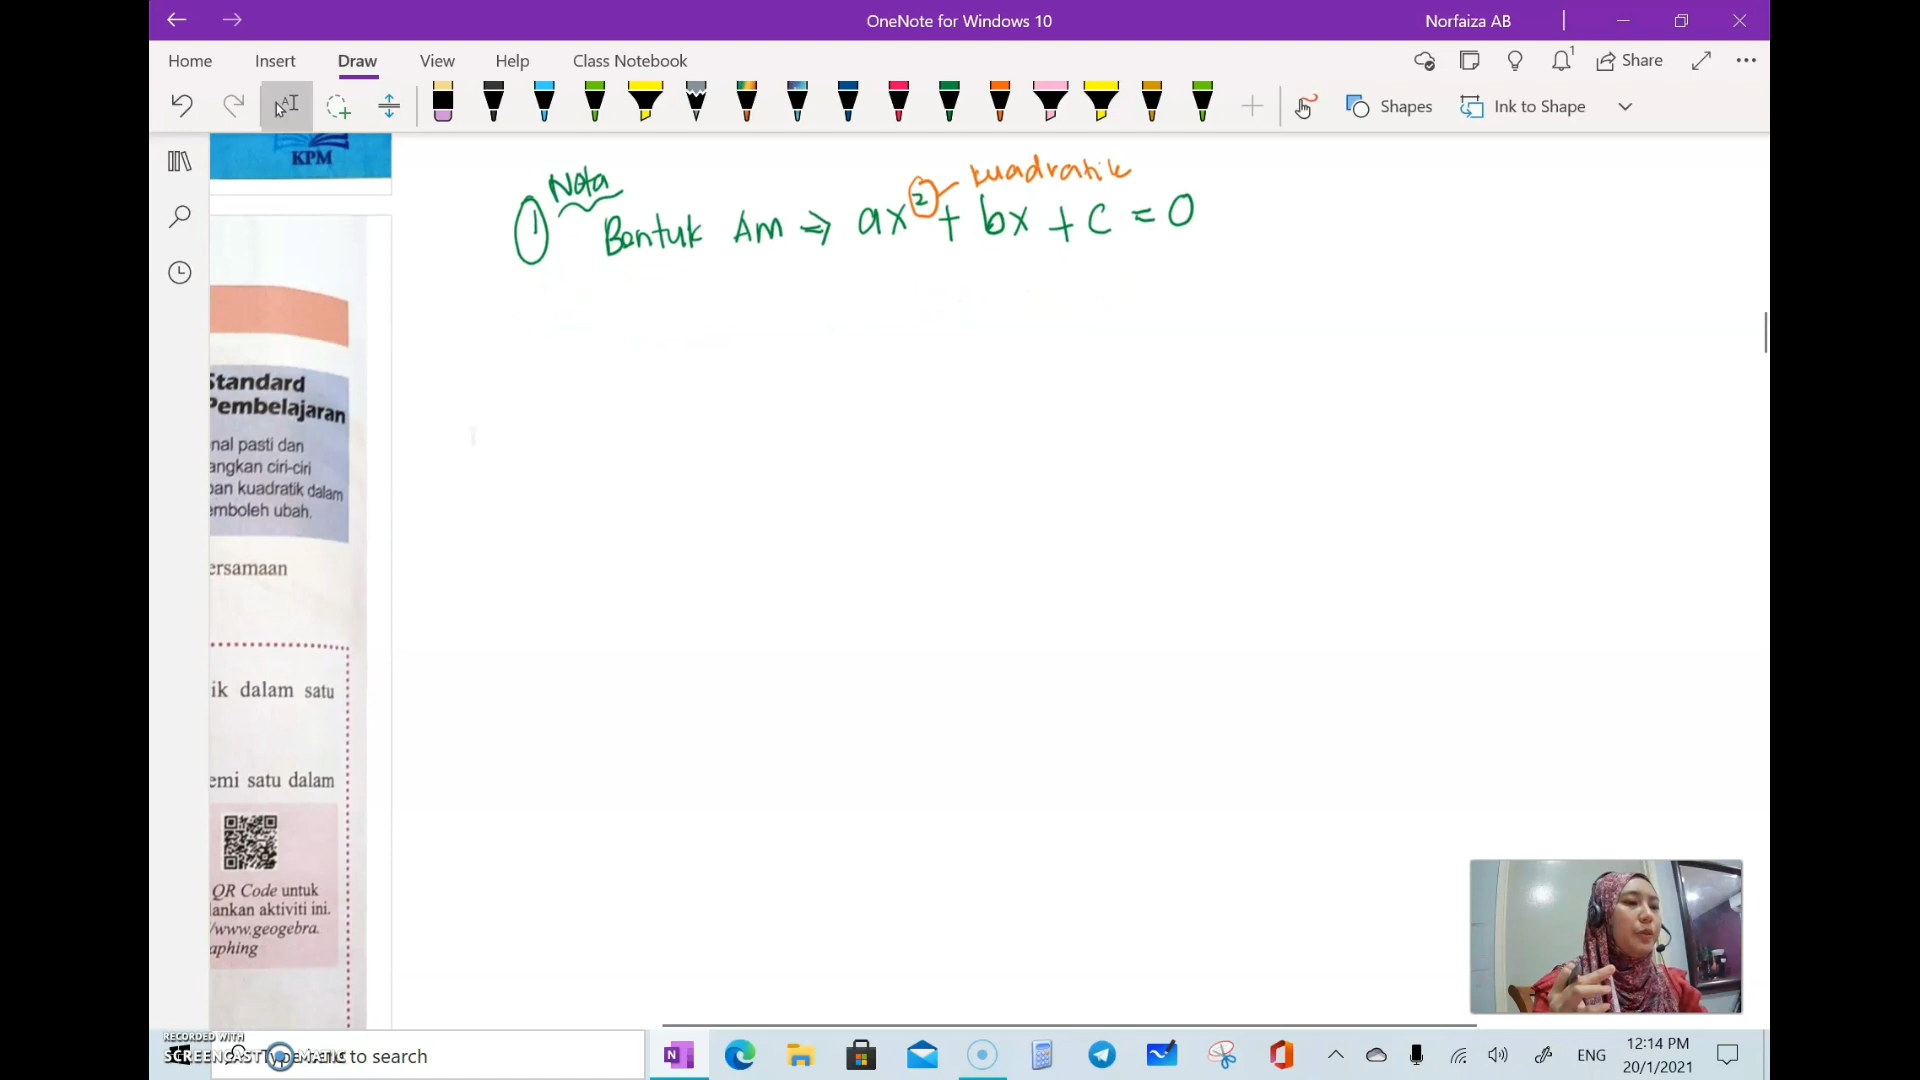 OneNote for Windows 10
Norfaiza AB
Home Insert Draw View Help Class Notebook
1 Share
Shapes Ink to Shape
KPM
Nota
kuadratik
① Bentuk Am ⇒ ax² + bx + c = 0
Standard
Pembelajaran
nal pasti dan
angkan ciri-ciri
an kuadratik dalam
emboleh ubah.
ersamaan
ik dalam satu
emi satu dalam
QR Code untuk
ankan aktiviti ini.
/www.geogebra.
aphing
RECORDED WITH
SCREENCAST MATIC
to search
ENG
12:14 PM
20/1/2021